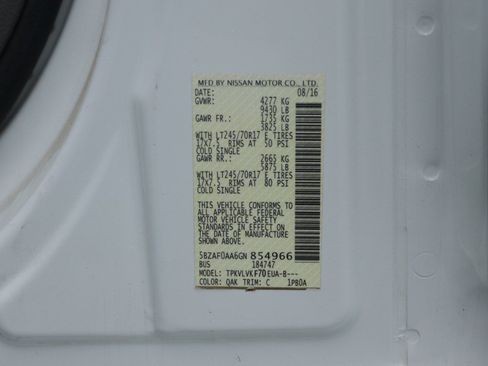 MFD BY NISSAN MOTOR CO., LTD.
DATE: 08/16
GVWR: 4277 KG
9430 LB
GAWR FR.: 1735 KG
3825 LB
WITH LT245/70R17 E TIRES
17X7.5 RIMS AT 50 PSI
COLD SINGLE
GAWR RR.: 2665 KG
5875 LB
WITH LT245/70R17 E TIRES
17X7.5 RIMS AT 80 PSI
COLD SINGLE
THIS VEHICLE CONFORMS TO
ALL APPLICABLE FEDERAL
MOTOR VEHICLE SAFETY
STANDARDS IN EFFECT ON
THE DATE OF MANUFACTURE
SHOWN ABOVE.
5BZAF0AA6GN 854966
BUS 184747
MODEL: TPKVLVKF70EUA-B---
COLOR: QAK TRIM: C 1PB0A